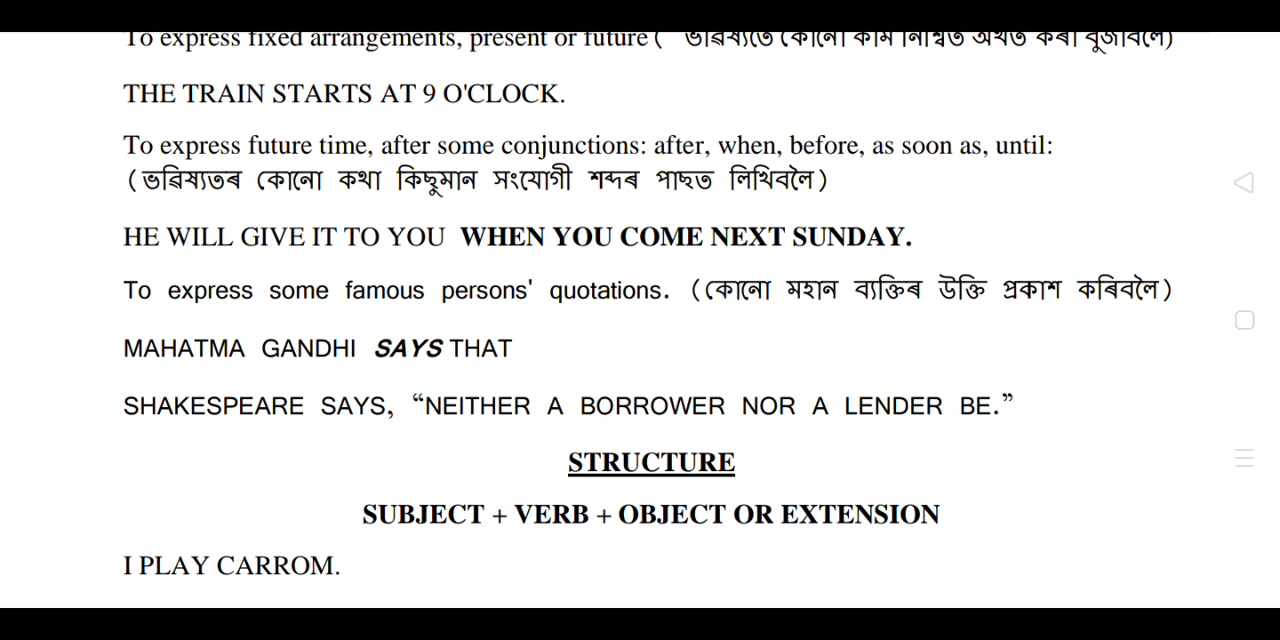 To express fixed arrangements, present or future ( ভৱিষ্যতে কোনো কাম নিশ্চিত অৰ্থত কৰা বুজাবলৈ)
THE TRAIN STARTS AT 9 O'CLOCK.
To express future time, after some conjunctions: after, when, before, as soon as, until:
(ভৱিষ্যতৰ কোনো কথা কিছুমান সংযোগী শব্দৰ পাছত লিখিবলৈ)
HE WILL GIVE IT TO YOU WHEN YOU COME NEXT SUNDAY.
To express some famous persons' quotations. (কোনো মহান ব্যক্তিৰ উক্তি প্ৰকাশ কৰিবলৈ)
MAHATMA GANDHI SAYS THAT
SHAKESPEARE SAYS, “NEITHER A BORROWER NOR A LENDER BE.”
STRUCTURE
SUBJECT + VERB + OBJECT OR EXTENSION
I PLAY CARROM.